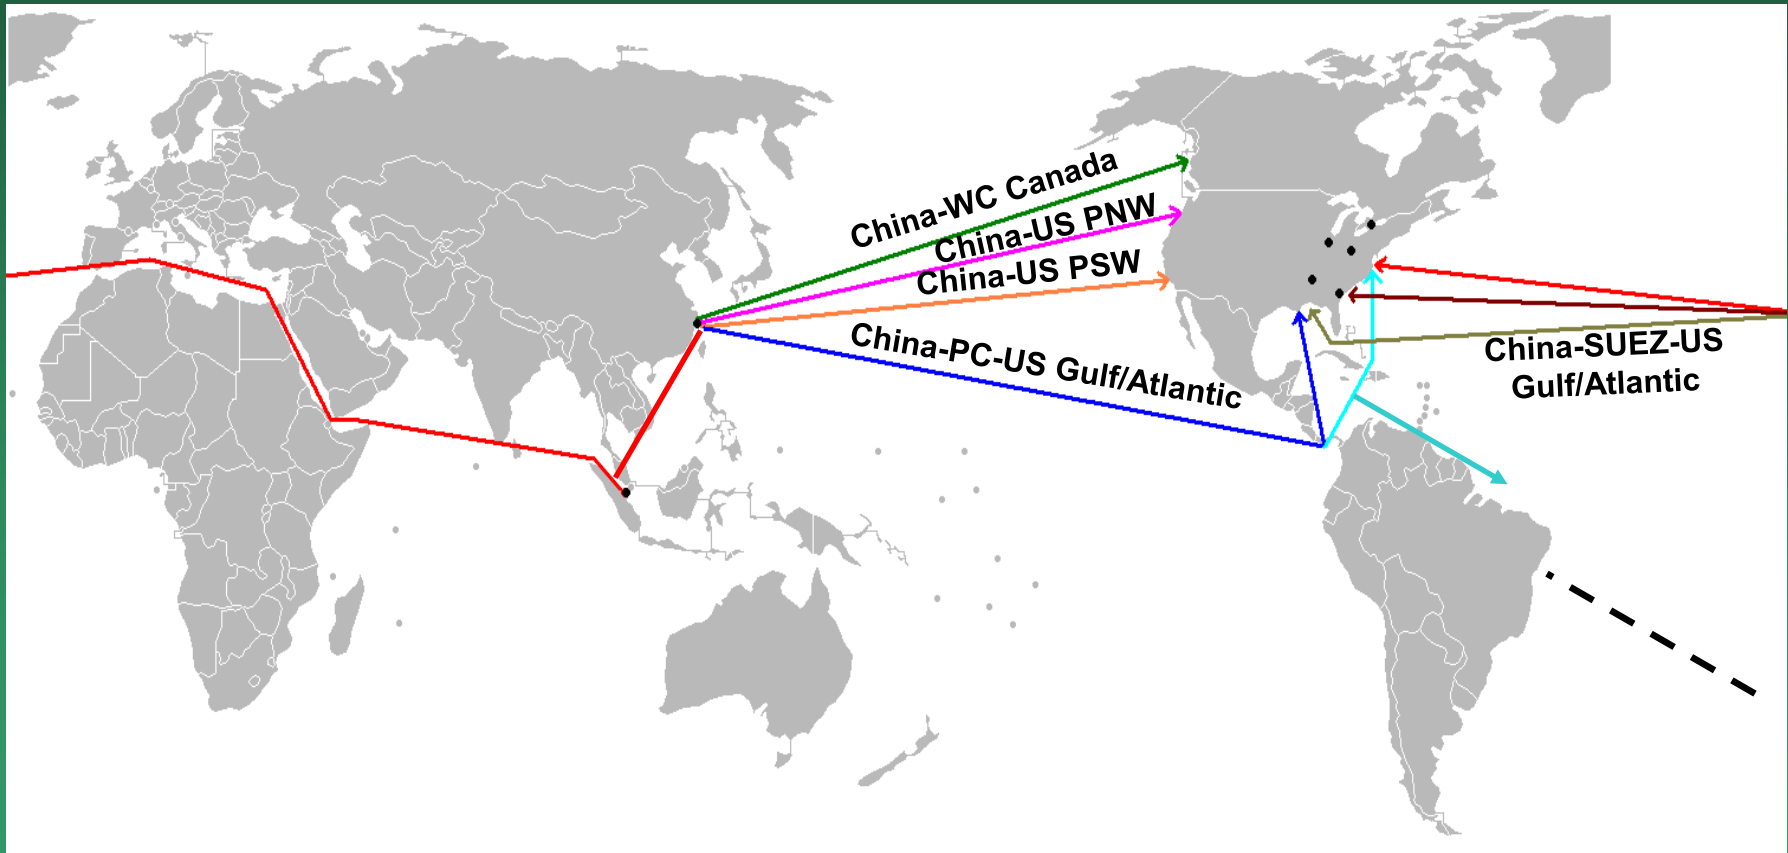 China-WC Canada
China-US PNW
China-US PSW
China-PC-US Gulf/Atlantic
China-SUEZ-US
Gulf/Atlantic